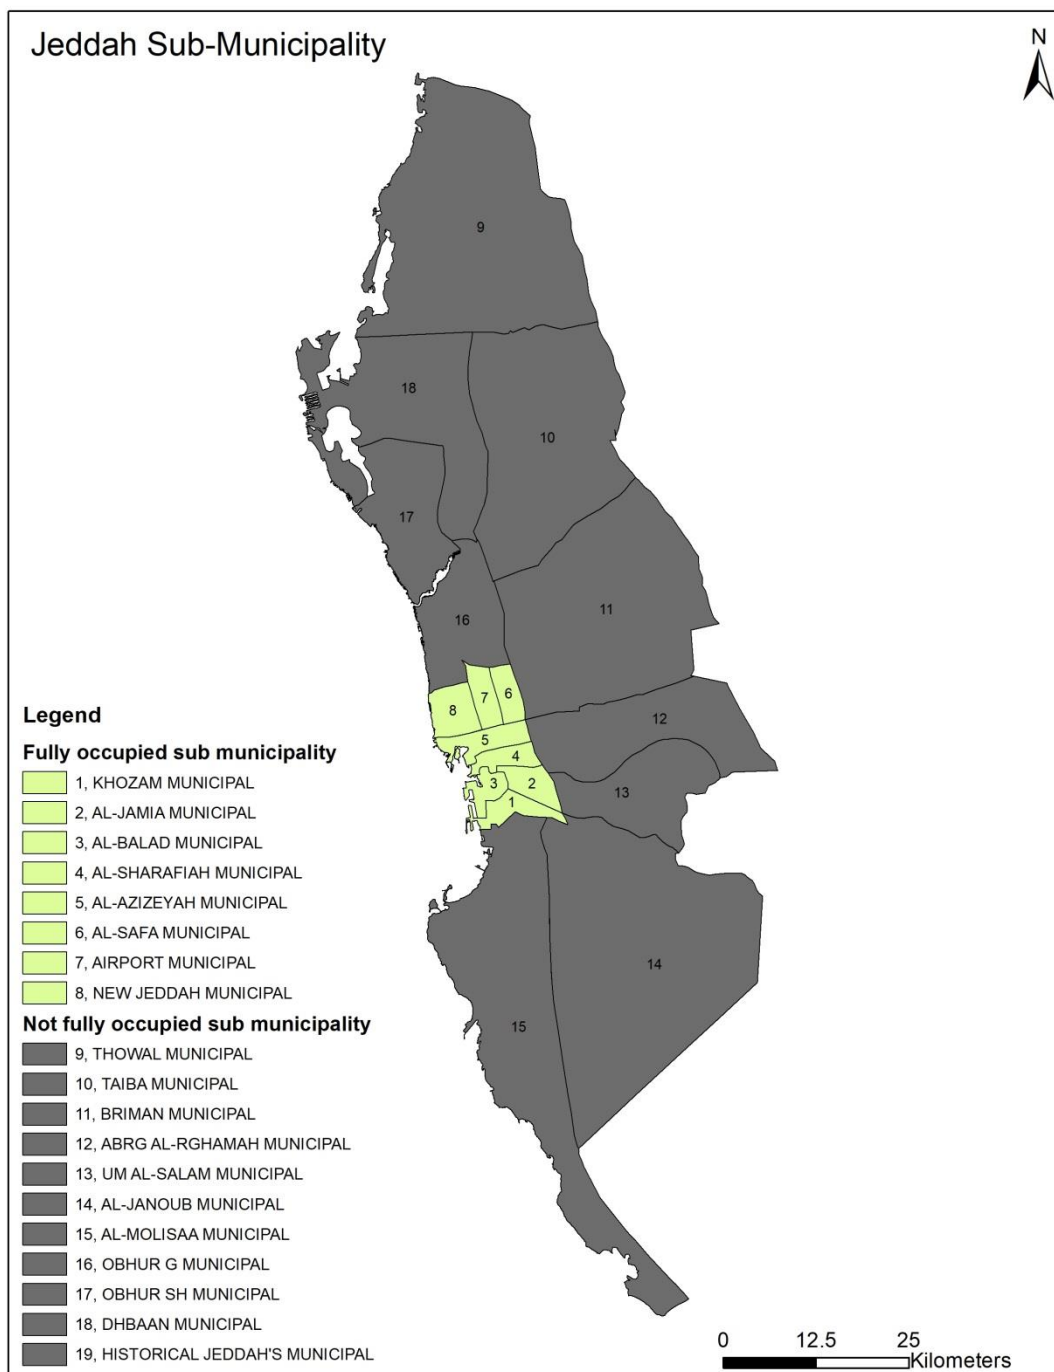 Jeddah Sub-Municipality
N
9
18
10
17
11
16
7
6
8
12
5
4
3
2
13
1
14
15
Legend
Fully occupied sub municipality
1, KHOZAM MUNICIPAL
2, AL-JAMIA MUNICIPAL
3, AL-BALAD MUNICIPAL
4, AL-SHARAFIAH MUNICIPAL
5, AL-AZIZEYAH MUNICIPAL
6, AL-SAFA MUNICIPAL
7, AIRPORT MUNICIPAL
8, NEW JEDDAH MUNICIPAL
Not fully occupied sub municipality
9, THOWAL MUNICIPAL
10, TAIBA MUNICIPAL
11, BRIMAN MUNICIPAL
12, ABRG AL-RGHAMAH MUNICIPAL
13, UM AL-SALAM MUNICIPAL
14, AL-JANOUB MUNICIPAL
15, AL-MOLISAA MUNICIPAL
16, OBHUR G MUNICIPAL
17, OBHUR SH MUNICIPAL
18, DHBAAN MUNICIPAL
19, HISTORICAL JEDDAH'S MUNICIPAL
0 12.5 25
Kilometers